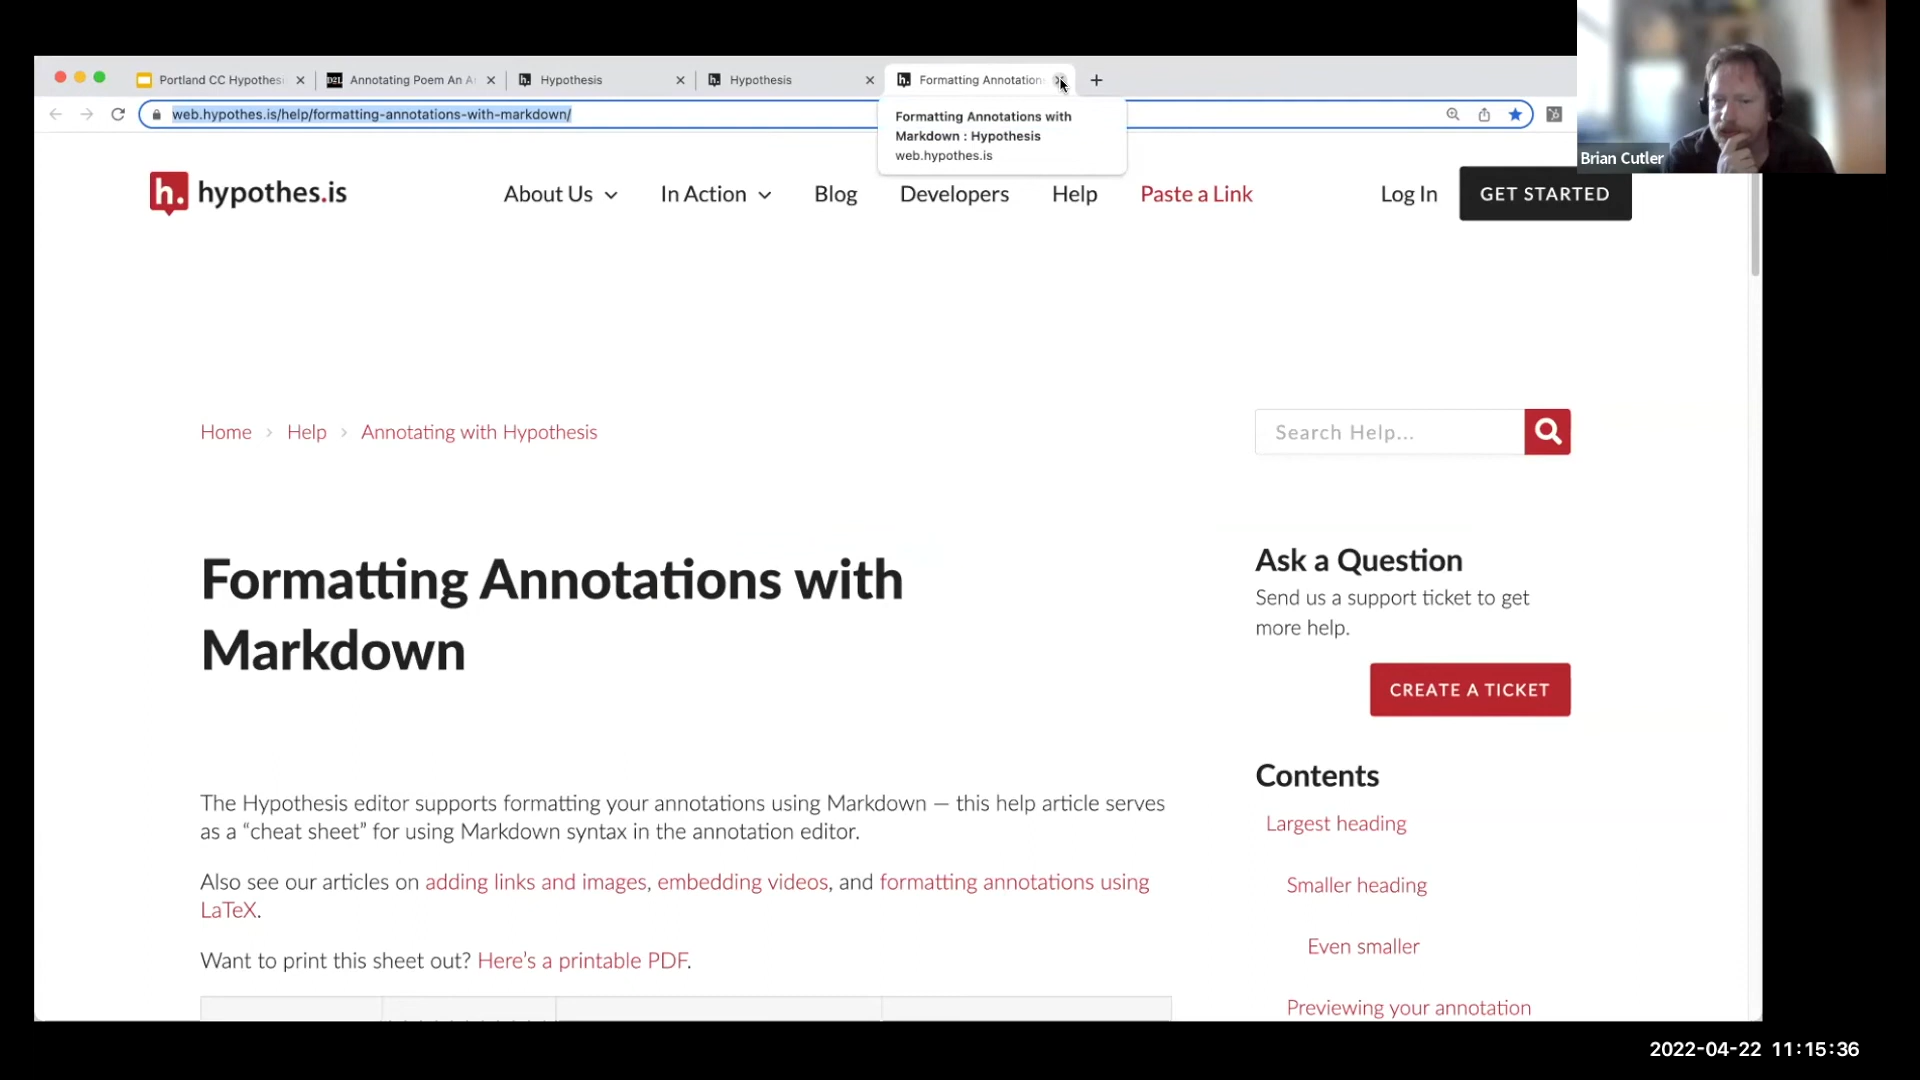 Portland CC Hypothes
Annotating Poem An A
Hypothesis
Hypothesis
Formatting Annotation
web.hypothes.is/help/formatting-annotations-with-markdown/
Formatting Annotations with
Markdown : Hypothesis
web.hypothes.is
Brian Cutler
h. hypothes.is
About Us
In Action
Blog
Developers
Help
Paste a Link
Log In
GET STARTED
Home > Help > Annotating with Hypothesis
Search Help...
Formatting Annotations with
Markdown
Ask a Question
Send us a support ticket to get
more help.
CREATE A TICKET
The Hypothesis editor supports formatting your annotations using Markdown — this help article serves
as a “cheat sheet” for using Markdown syntax in the annotation editor.
Also see our articles on adding links and images, embedding videos, and formatting annotations using
LaTeX.
Want to print this sheet out? Here’s a printable PDF.
Contents
Largest heading
Smaller heading
Even smaller
Previewing your annotation
2022-04-22 11:15:36